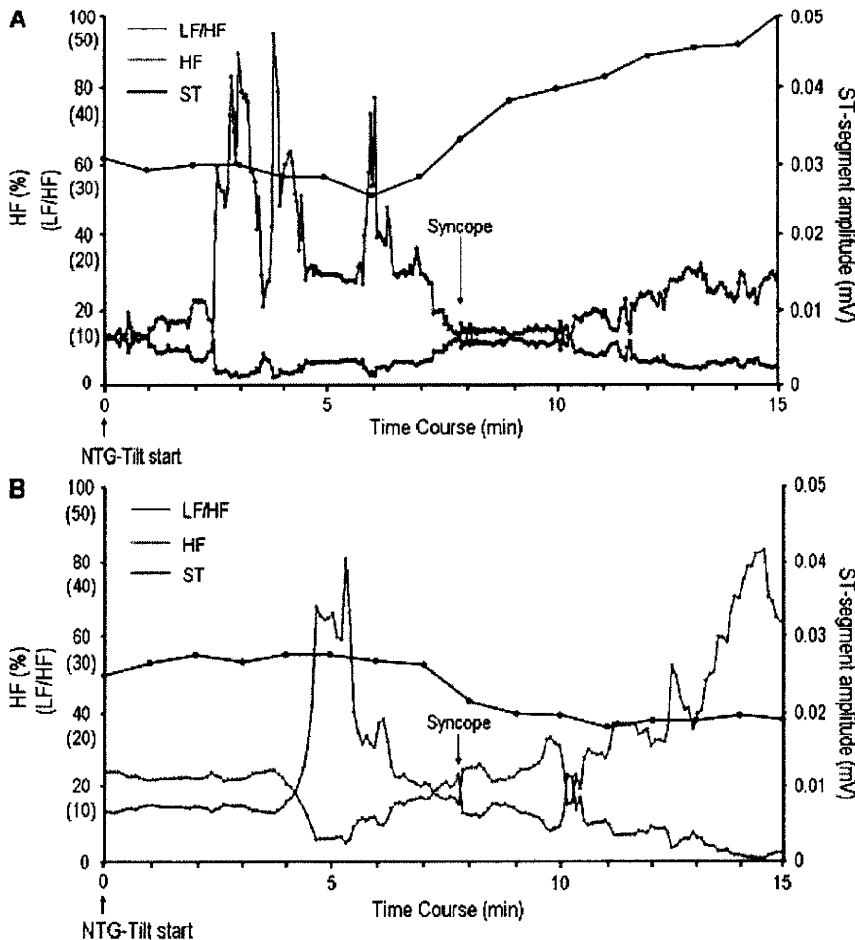 A
LF/HF
HF
ST
100
(50)
80
(40)
60
(30)
40
(20)
20
(10)
0
HF (%)
(LF/HF)
0.05
0.04
0.03
0.02
0.01
0
ST-segment amplitude (mV)
Syncope
0
5
10
15
Time Course (min)
NTG-Tilt start
B
LF/HF
HF
ST
100
(50)
80
(40)
60
(30)
40
(20)
20
(10)
0
HF (%)
(LF/HF)
0.05
0.04
0.03
0.02
0.01
0
ST-segment amplitude (mV)
Syncope
0
5
10
15
Time Course (min)
NTG-Tilt start